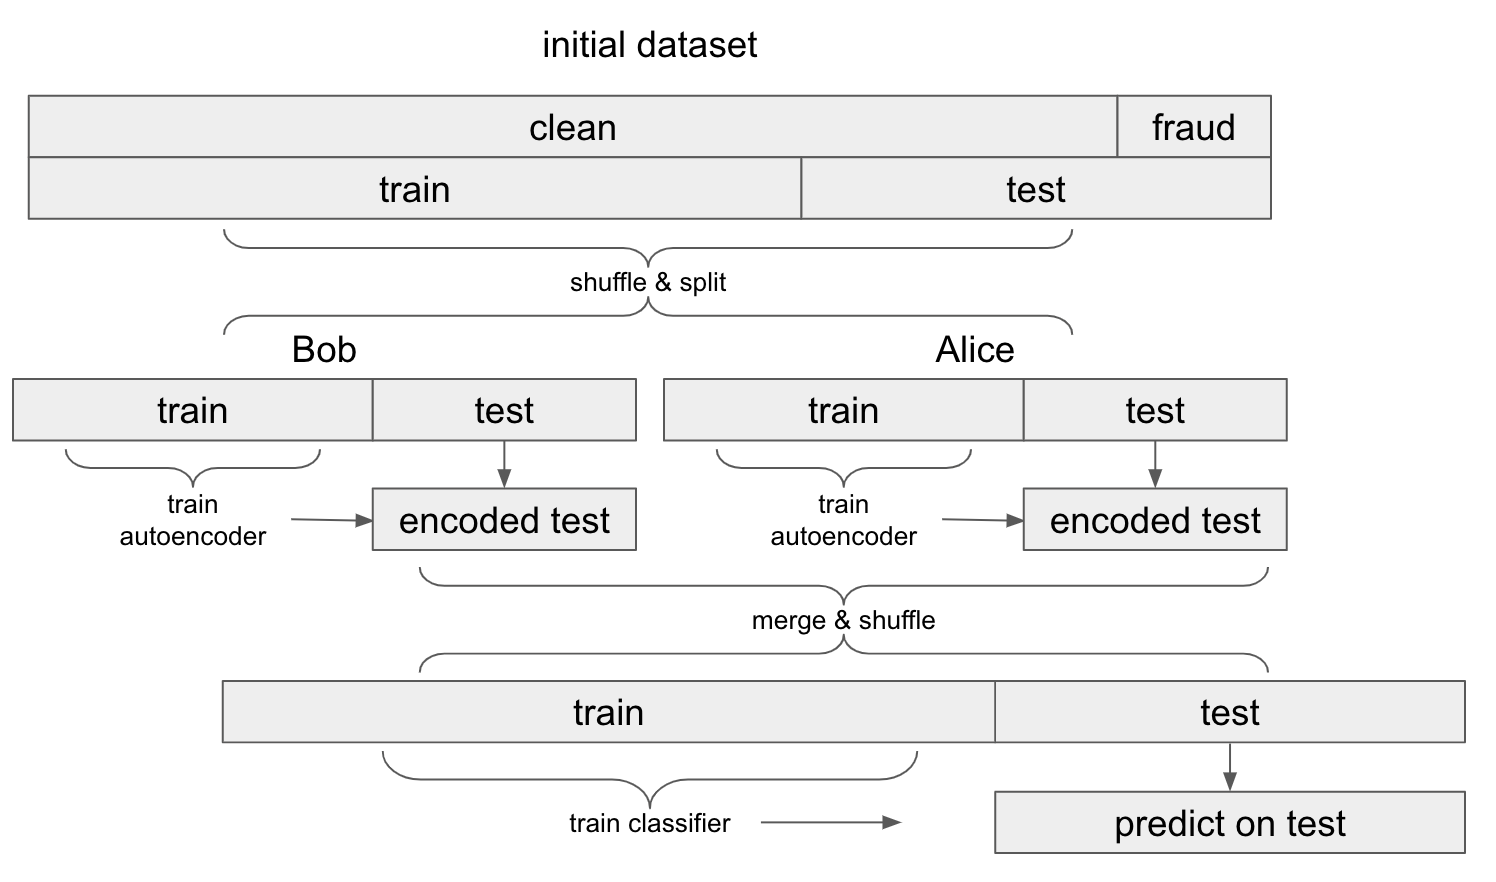 initial dataset
clean
fraud
train
test
shuffle & split
Bob
Alice
train
test
train
test
train
autoencoder
encoded test
train
autoencoder
encoded test
merge & shuffle
train
test
train classifier
predict on test